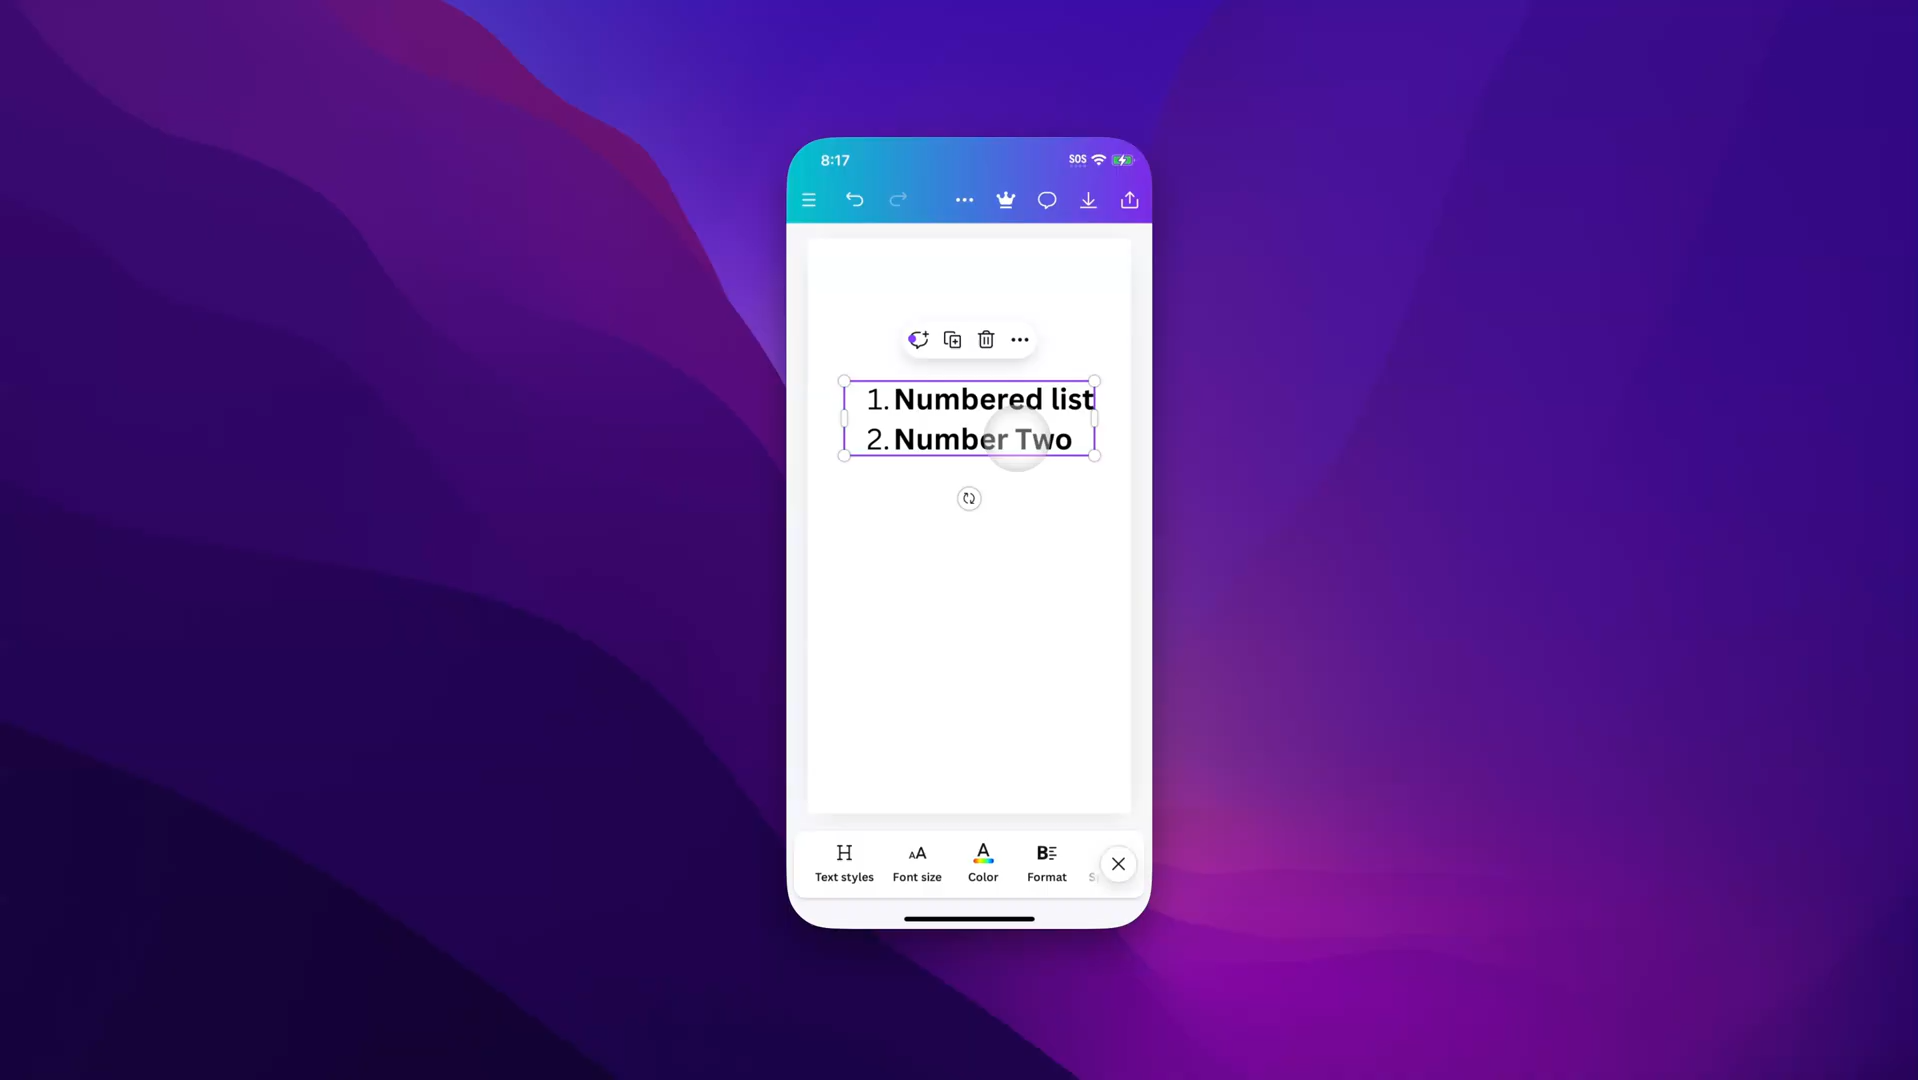 8:17
SOS
1. Numbered list
2. Number Two
Text styles
Font size
Color
Format